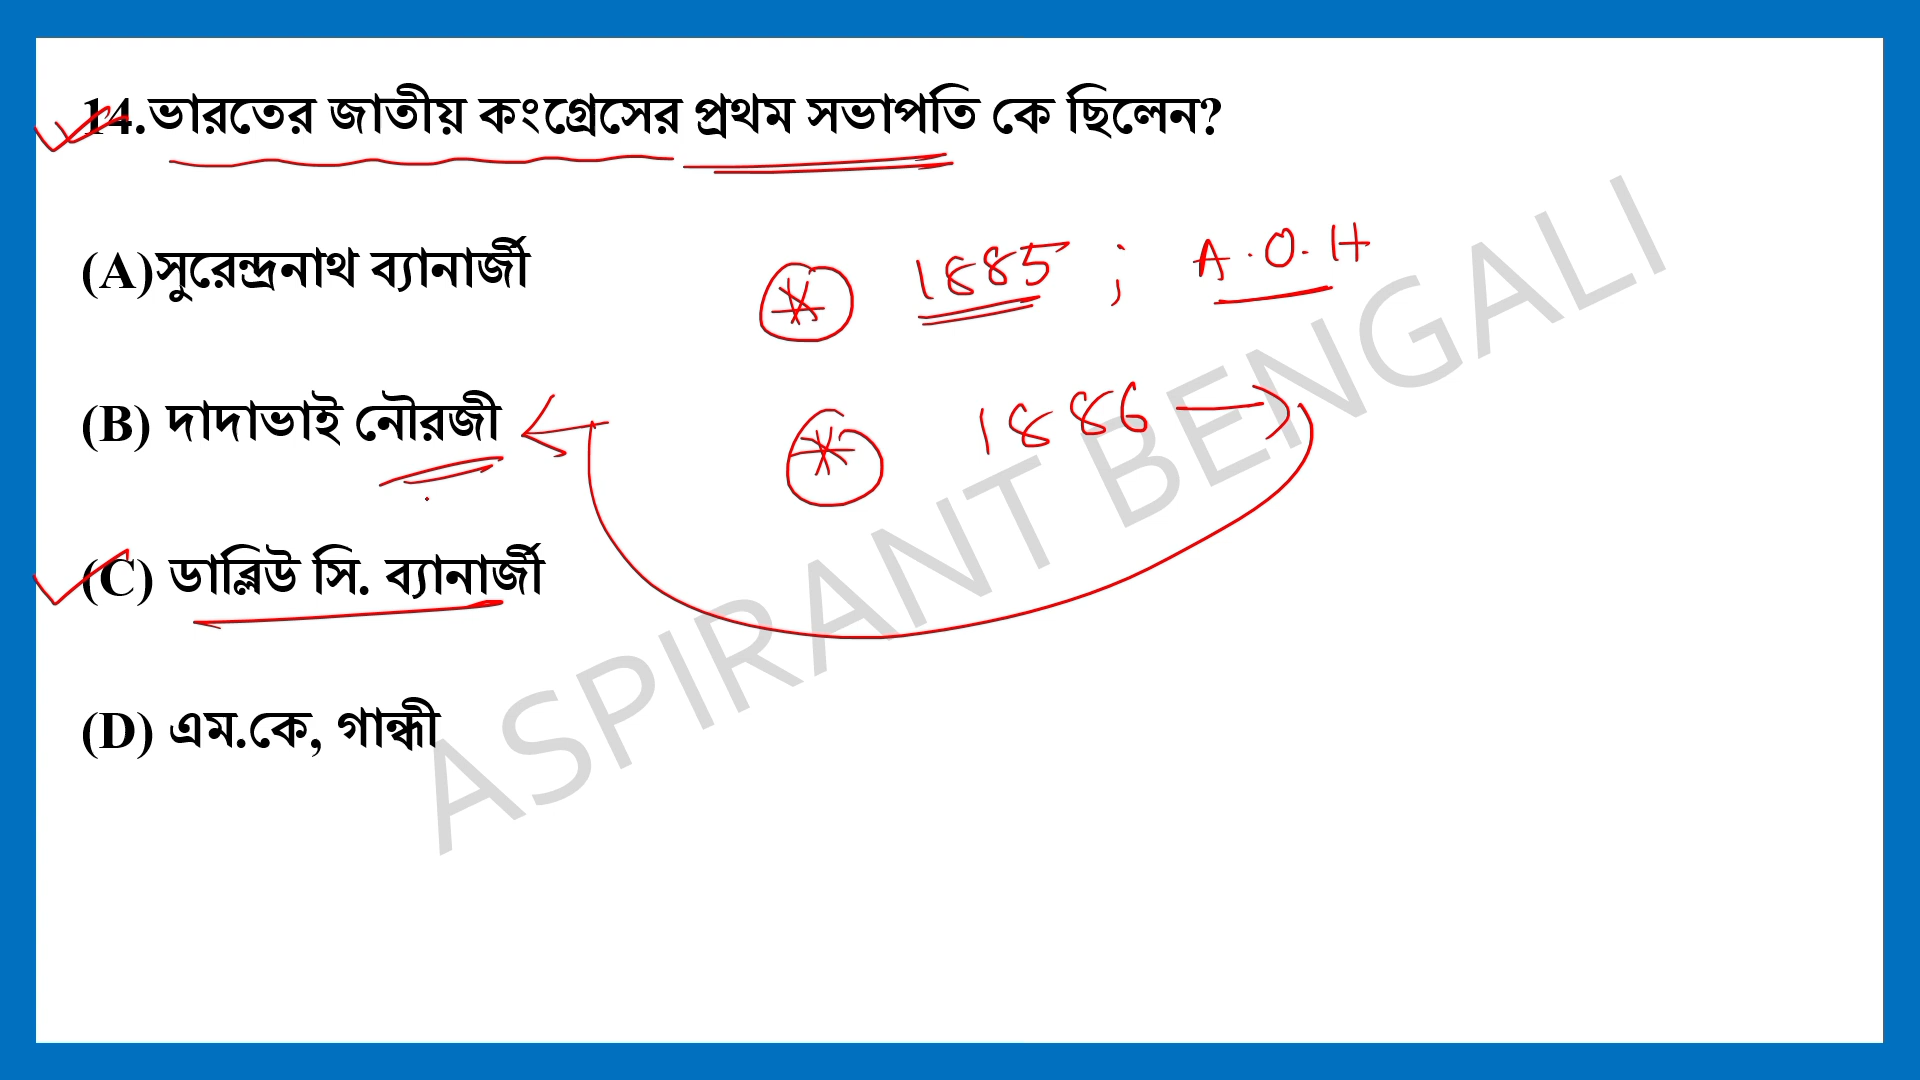 14.ভারতের জাতীয় কংগ্রেসের প্রথম সভাপতি কে ছিলেন?
(A)সুরেন্দ্রনাথ ব্যানার্জী
1885 ; A.O.H
(B) দাদাভাই নৌরজী
1886
(C) ডাব্লিউ সি. ব্যানার্জী
(D) এম.কে, গান্ধী
ASPIRANT BENGALI